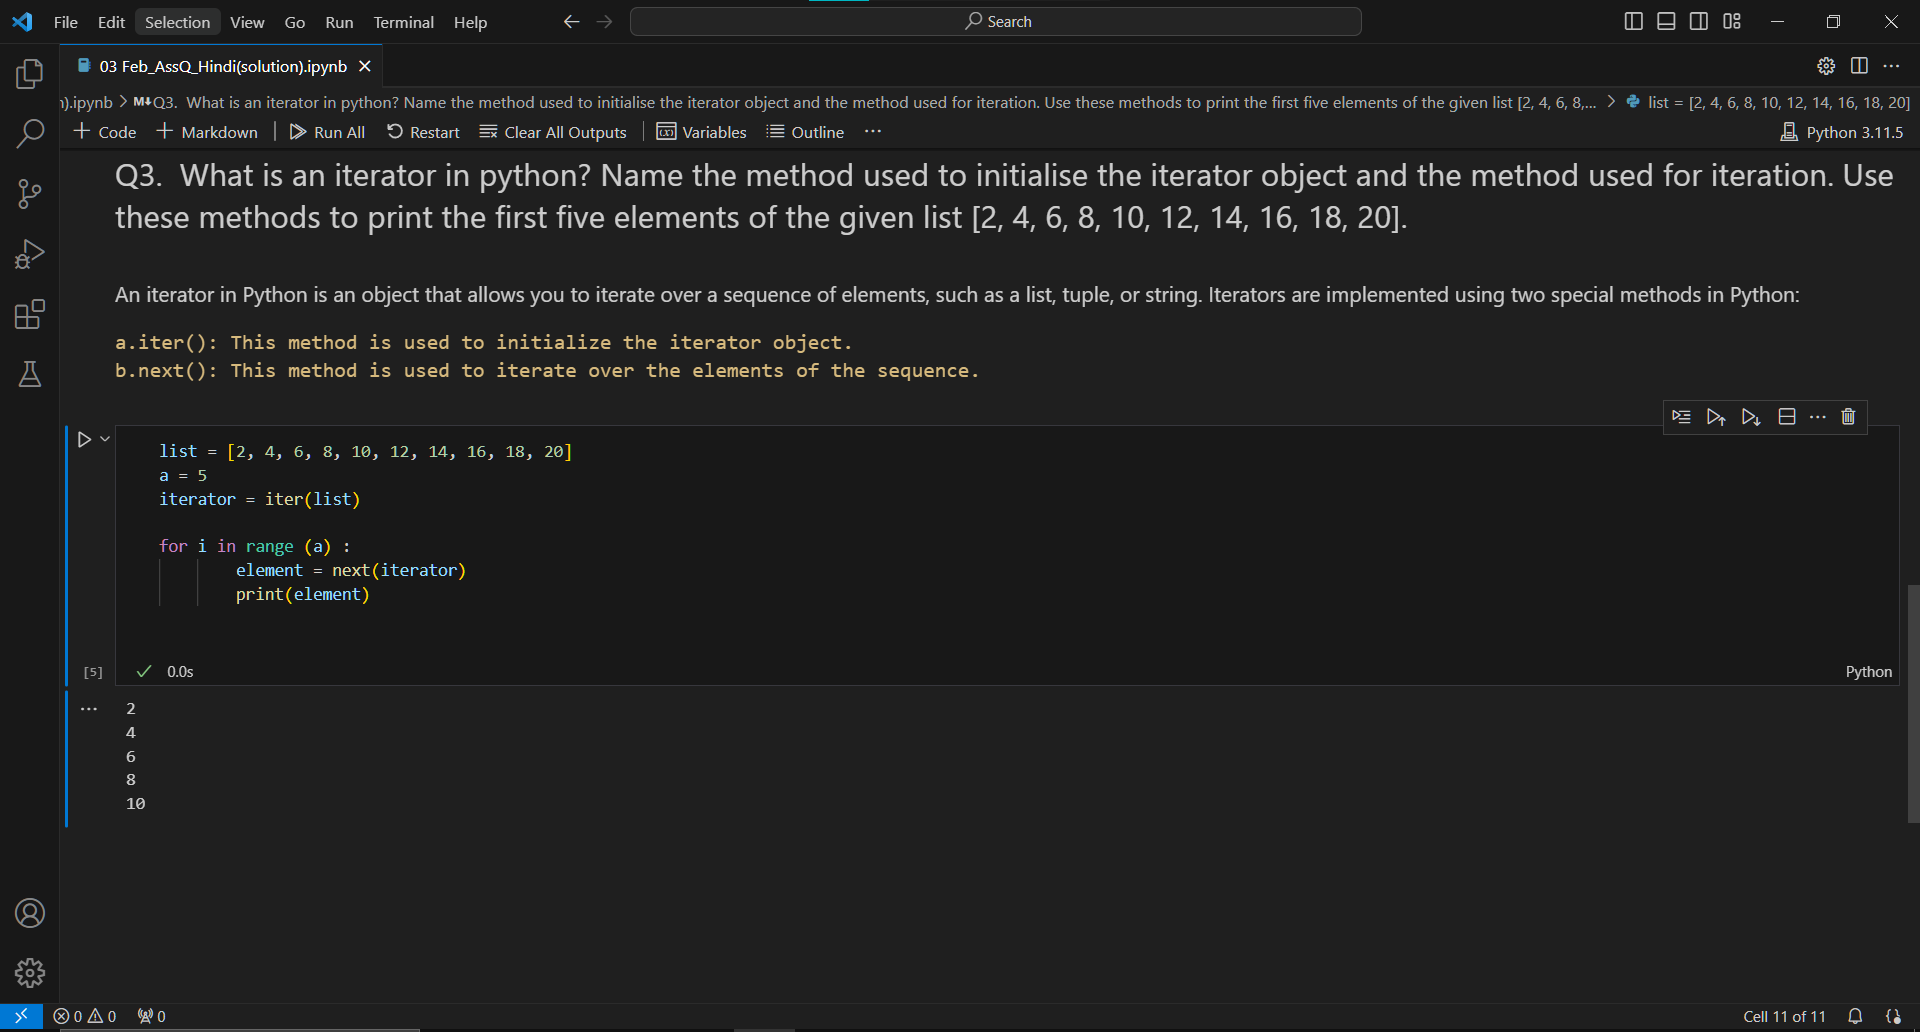 File Edit Selection View Go Run Terminal Help
Search
03 Feb_AssQ_Hindi(solution).ipynb
).ipynb > M↓Q3. What is an iterator in python? Name the method used to initialise the iterator object and the method used for iteration. Use these methods to print the first five elements of the given list [2, 4, 6, 8,... > list = [2, 4, 6, 8, 10, 12, 14, 16, 18, 20]
+ Code + Markdown | Run All Restart Clear All Outputs | Variables Outline ...
Python 3.11.5
Q3. What is an iterator in python? Name the method used to initialise the iterator object and the method used for iteration. Use
these methods to print the first five elements of the given list [2, 4, 6, 8, 10, 12, 14, 16, 18, 20].
An iterator in Python is an object that allows you to iterate over a sequence of elements, such as a list, tuple, or string. Iterators are implemented using two special methods in Python:
a.iter(): This method is used to initialize the iterator object.
b.next(): This method is used to iterate over the elements of the sequence.
list = [2, 4, 6, 8, 10, 12, 14, 16, 18, 20]
a = 5
iterator = iter(list)
for i in range (a) :
element = next(iterator)
print(element)
[5] 0.0s
Python
2
4
6
8
10
0 0 0
Cell 11 of 11